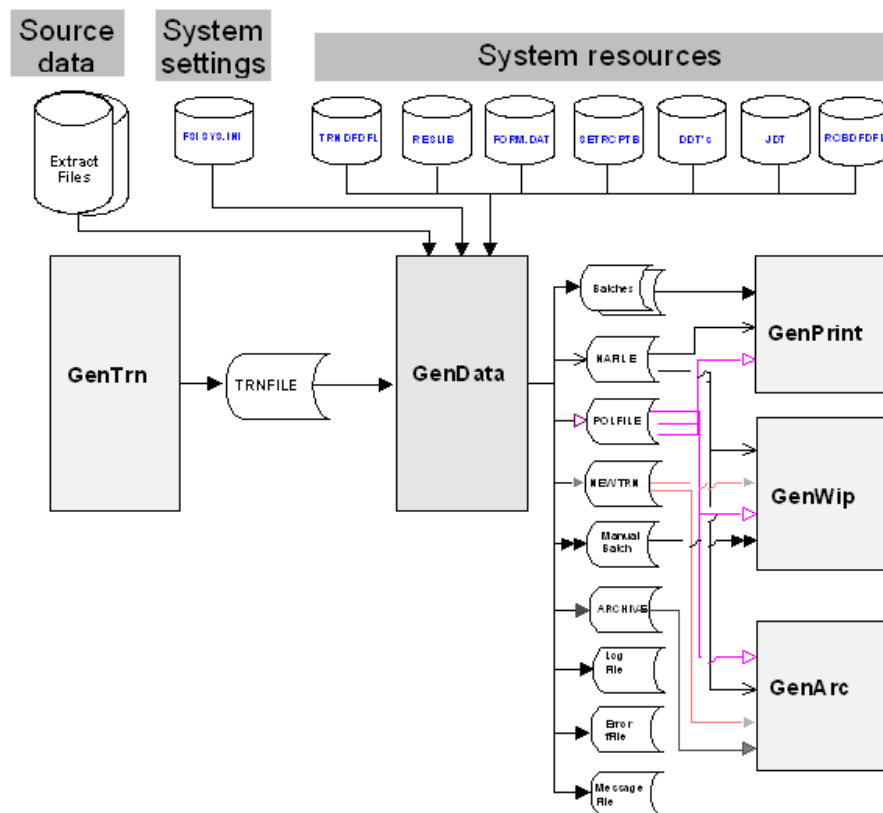 Source
data
System
settings
System resources
Extract
Files
FSISYS.INI
TRNDFDFL
RESLIB
FORM.DAT
SETRCPTB
DDT's
JDT
RCBDFDFL
GenTrn
TRNFILE
GenData
Batches
NAFILE
POLFILE
NEWTRN
Manual
Batch
ARCHIVE
Log
File
Error
fFile
Message
File
GenPrint
GenWip
GenArc